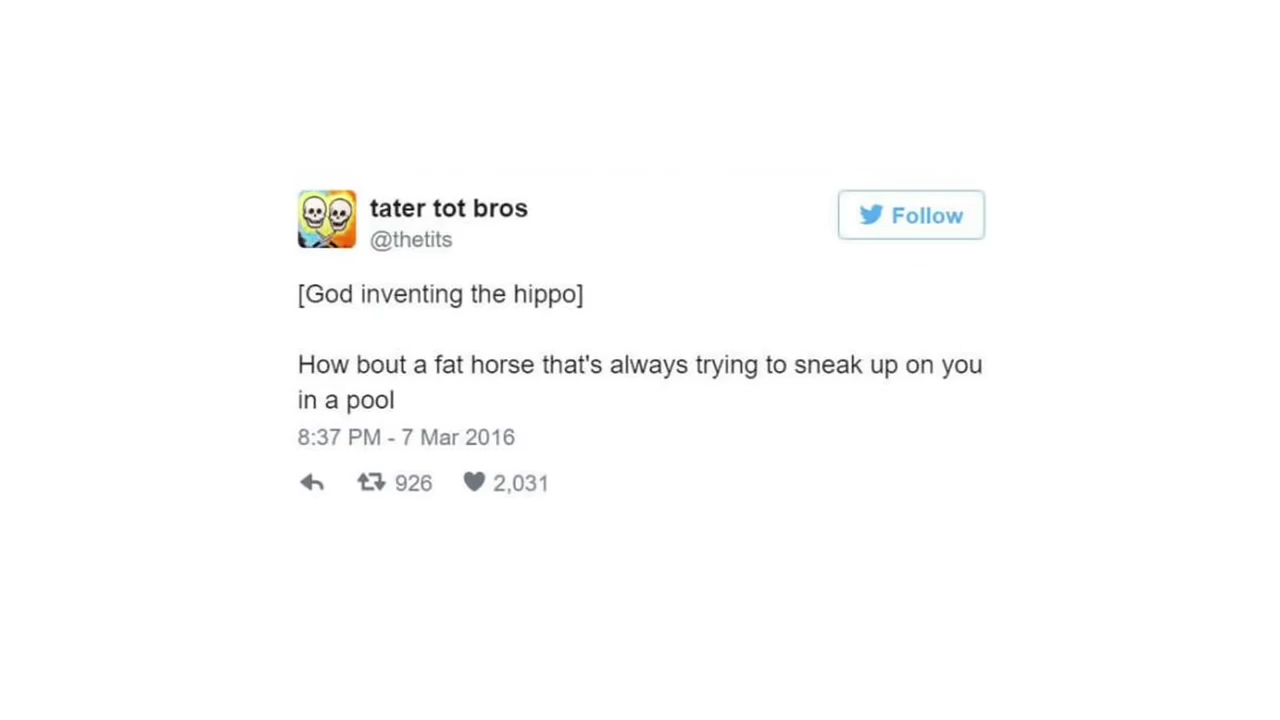 tater tot bros
Follow
@thetits
[God inventing the hippo]
How bout a fat horse that's always trying to sneak up on you
in a pool
8:37 PM - 7 Mar 2016
926 2,031